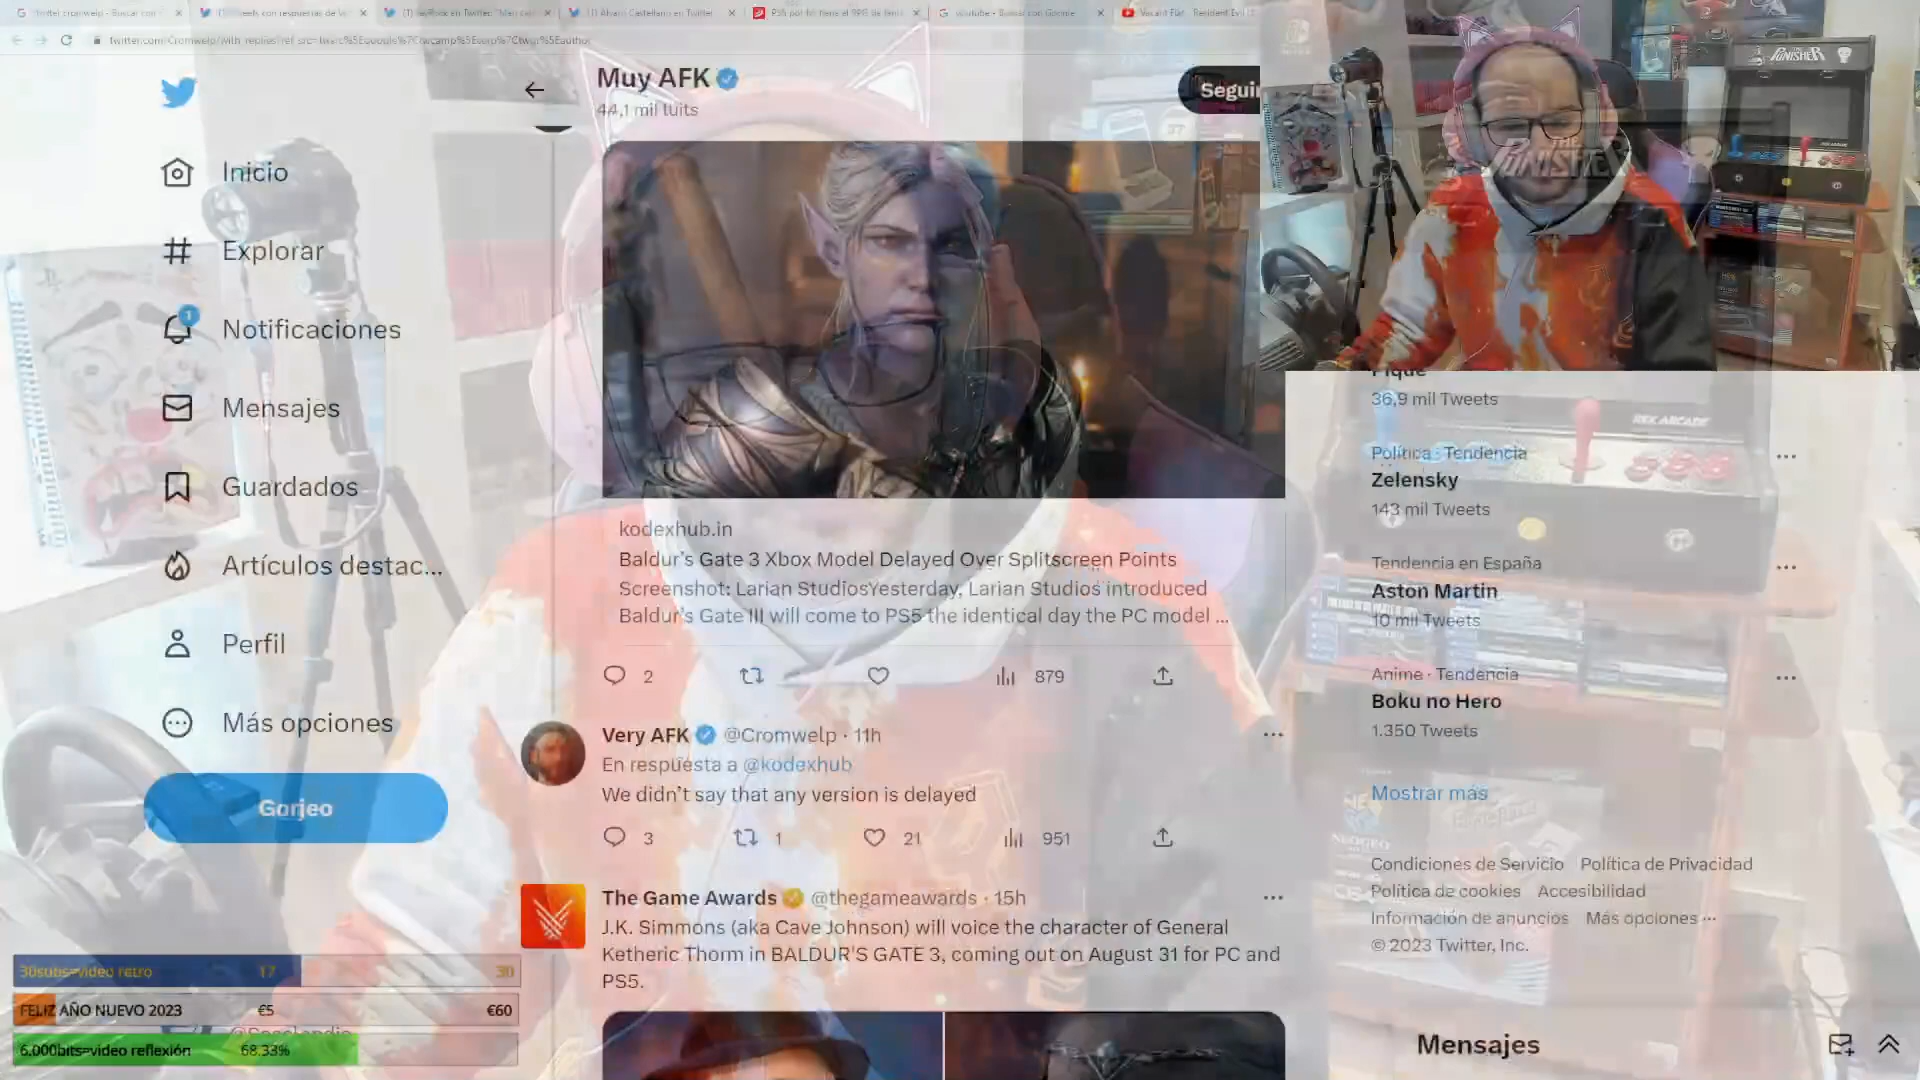 Muy AFK
44,1 mil tuits
Seguir
Inicio
Explorar
1
Notificaciones
Mensajes
Guardados
Artículos destac...
Perfil
Más opciones
Gorjeo
kodexhub.in
Baldur's Gate 3 Xbox Model Delayed Over Splitscreen Points
Screenshot: Larian StudiosYesterday, Larian Studios introduced
Baldur's Gate III will come to PS5 the identical day the PC model ...
2 879
Very AFK @Cromwelp · 11h
En respuesta a @kodexhub
We didn't say that any version is delayed
3 1 21 951
The Game Awards @thegameawards · 15h
J.K. Simmons (aka Cave Johnson) will voice the character of General
Ketheric Thorm in BALDUR'S GATE 3, coming out on August 31 for PC and
PS5.
THE PUNISHER
PUNISHER
Pique
36,9 mil Tweets
Política · Tendencia
Zelensky
143 mil Tweets
Tendencia en España
Aston Martin
10 mil Tweets
Anime · Tendencia
Boku no Hero
1.350 Tweets
Mostrar más
REX ARCADE
Condiciones de Servicio Política de Privacidad
Política de cookies Accesibilidad
Información de anuncios Más opciones ···
© 2023 Twitter, Inc.
Mensajes
30subs=video retro 17 30
FELIZ AÑO NUEVO 2023 €5 €60
6.000bits=video reflexión 68.33%